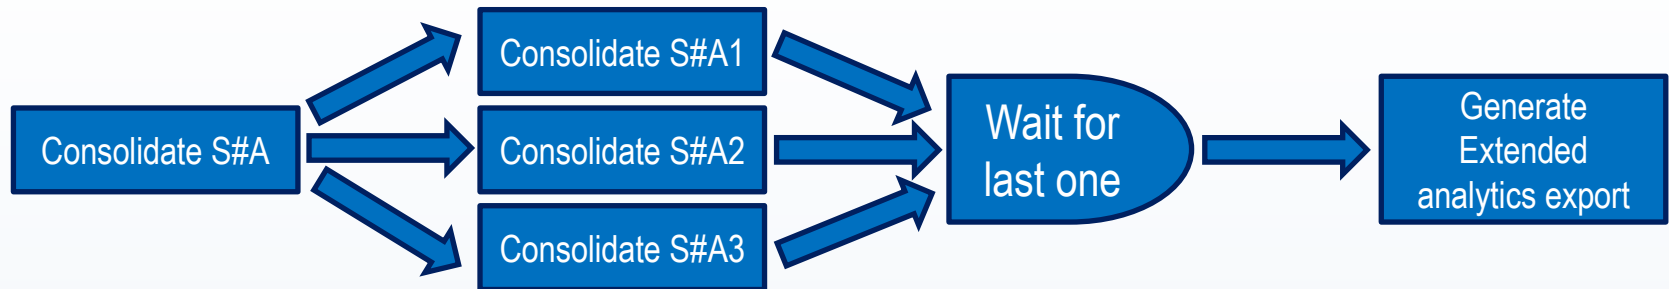 Consolidate S#A
Consolidate S#A1
Consolidate S#A2
Consolidate S#A3
Wait for
last one
Generate
Extended
analytics export